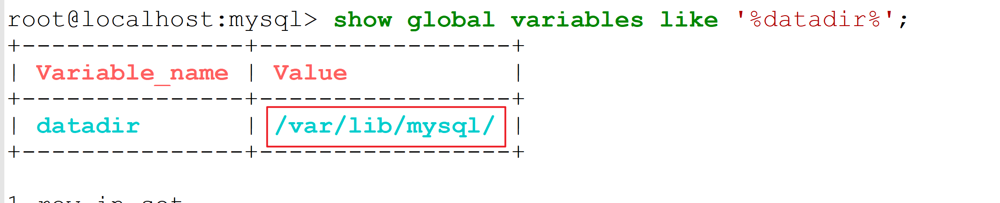 root@localhost:mysql> show global variables like '%datadir%';
+---------------+-----------------+
| Variable_name | Value           |
+---------------+-----------------+
| datadir       | /var/lib/mysql/ |
+---------------+-----------------+
1 row in set